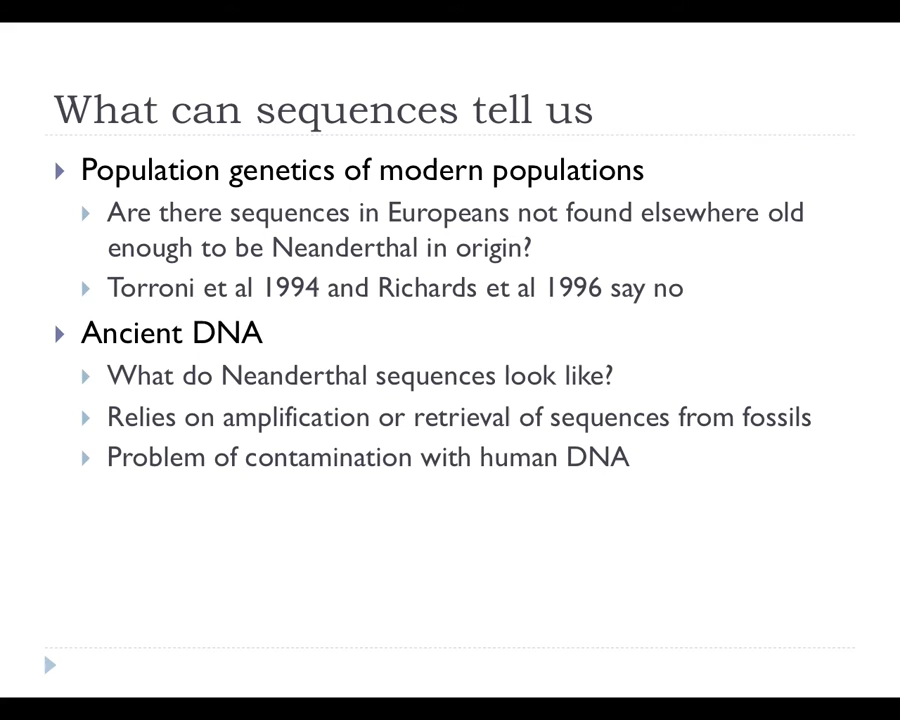 What can sequences tell us
Population genetics of modern populations
Are there sequences in Europeans not found elsewhere old
enough to be Neanderthal in origin?
Torroni et al 1994 and Richards et al 1996 say no
Ancient DNA
What do Neanderthal sequences look like?
Relies on amplification or retrieval of sequences from fossils
Problem of contamination with human DNA